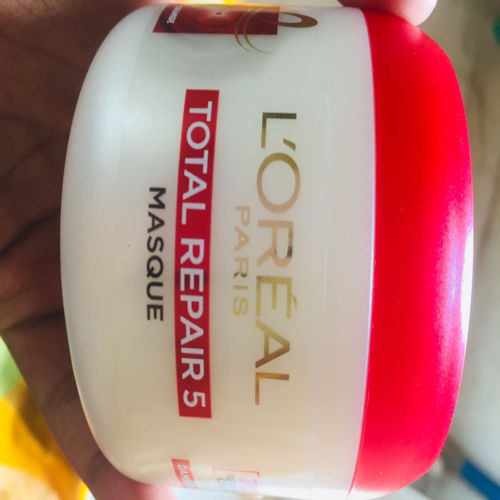 L'ORÉAL
PARIS
TOTAL REPAIR 5
MASQUE